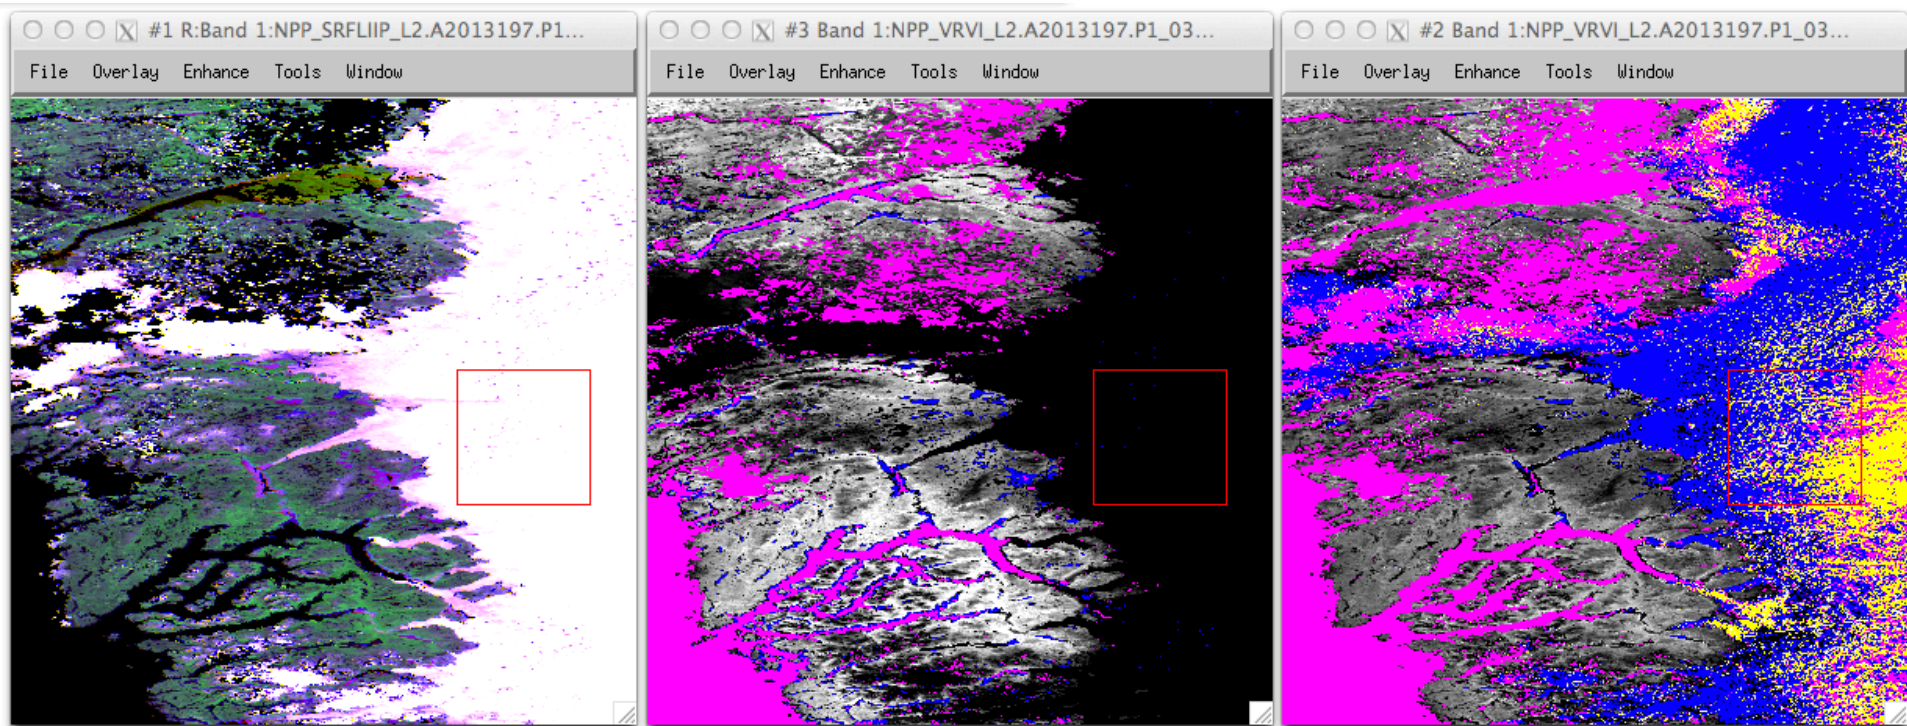 #1 R:Band 1:NPP_SRFLIIP_L2.A2013197.P1...
File Overlay Enhance Tools Window
#3 Band 1:NPP_VRVI_L2.A2013197.P1_03...
File Overlay Enhance Tools Window
#2 Band 1:NPP_VRVI_L2.A2013197.P1_03...
File Overlay Enhance Tools Window